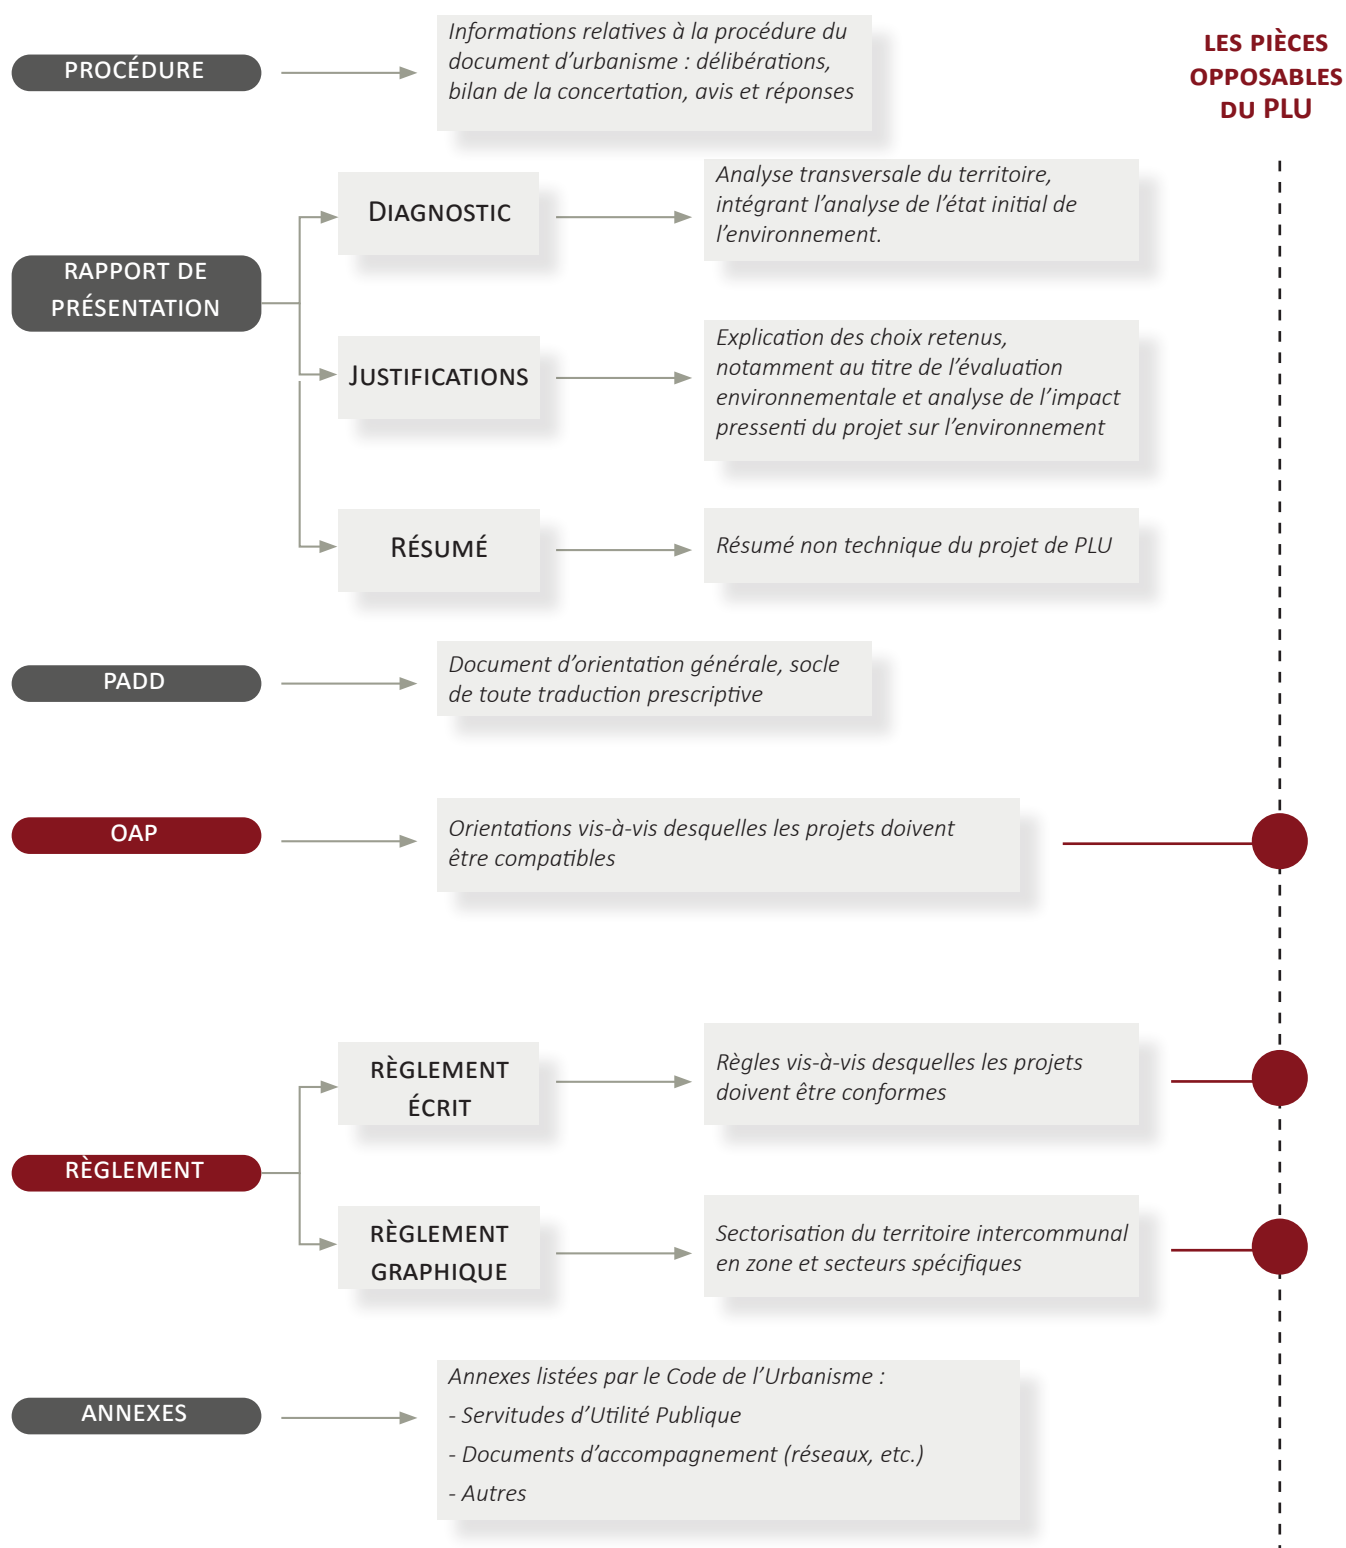 PROCÉDURE
Informations relatives à la procédure du
document d’urbanisme : délibérations,
bilan de la concertation, avis et réponses
LES PIÈCES
OPPOSABLES
DU PLU
RAPPORT DE
PRÉSENTATION
DIAGNOSTIC
Analyse transversale du territoire,
intégrant l’analyse de l’état initial de
l’environnement.
JUSTIFICATIONS
Explication des choix retenus,
notamment au titre de l’évaluation
environnementale et analyse de l’impact
pressenti du projet sur l’environnement
RÉSUMÉ
Résumé non technique du projet de PLU
PADD
Document d’orientation générale, socle
de toute traduction prescriptive
OAP
Orientations vis-à-vis desquelles les projets doivent
être compatibles
RÈGLEMENT
RÈGLEMENT
ÉCRIT
Règles vis-à-vis desquelles les projets
doivent être conformes
RÈGLEMENT
GRAPHIQUE
Sectorisation du territoire intercommunal
en zone et secteurs spécifiques
ANNEXES
Annexes listées par le Code de l’Urbanisme :
- Servitudes d’Utilité Publique
- Documents d’accompagnement (réseaux, etc.)
- Autres